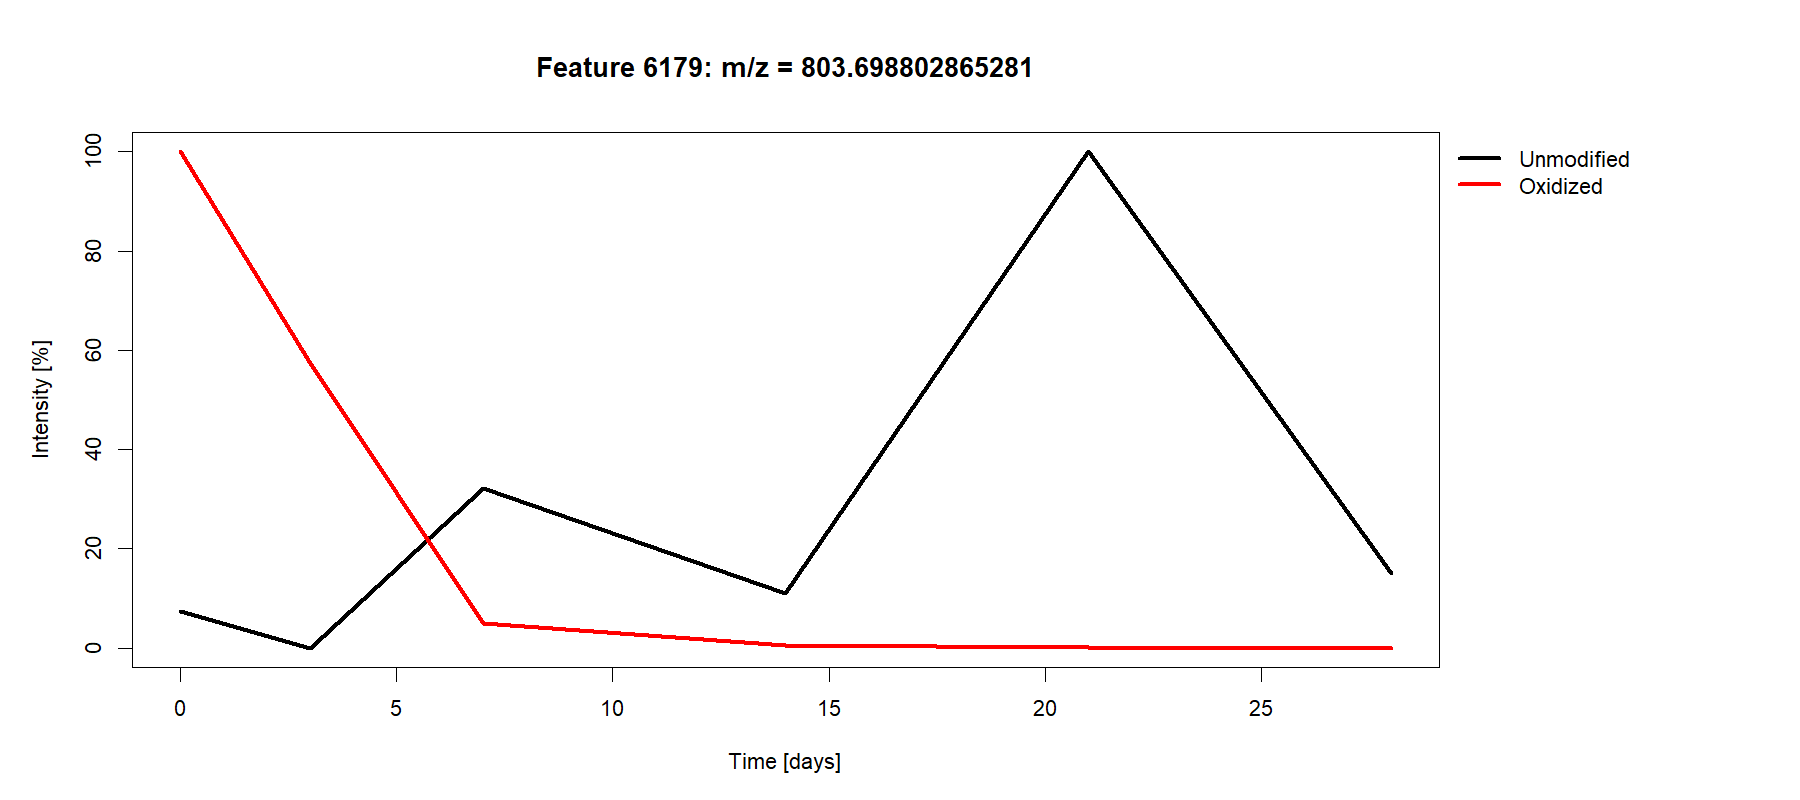 Feature 6179: m/z = 803.698802865281
Unmodified
Oxidized
Intensity [%]
100
80
60
40
20
0
0 5 10 15 20 25
Time [days]